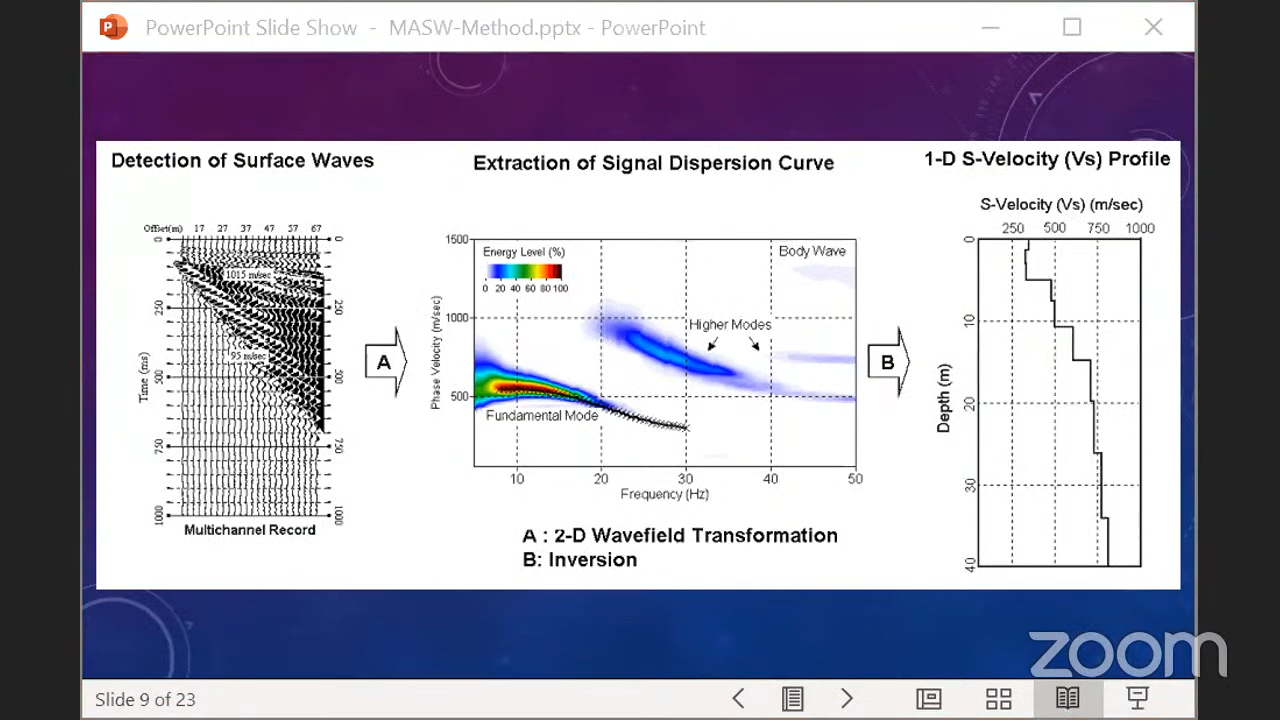 PowerPoint Slide Show - MASW-Method.pptx - PowerPoint
Detection of Surface Waves
Offset(m) 17 27 37 47 57 67
0 0
1015 m/sec
250 250
95 m/sec
Time (ms)
500 500
750 750
1000 1000
Multichannel Record
A
Extraction of Signal Dispersion Curve
1500
Energy Level (%)
0 20 40 60 80 100
Body Wave
Phase Velocity (m/sec)
1000
Higher Modes
500
Fundamental Mode
10 20 30 40 50
Frequency (Hz)
A : 2-D Wavefield Transformation
B: Inversion
B
1-D S-Velocity (Vs) Profile
S-Velocity (Vs) (m/sec)
250 500 750 1000
0
10
Depth (m)
20
30
40
zoom
Slide 9 of 23